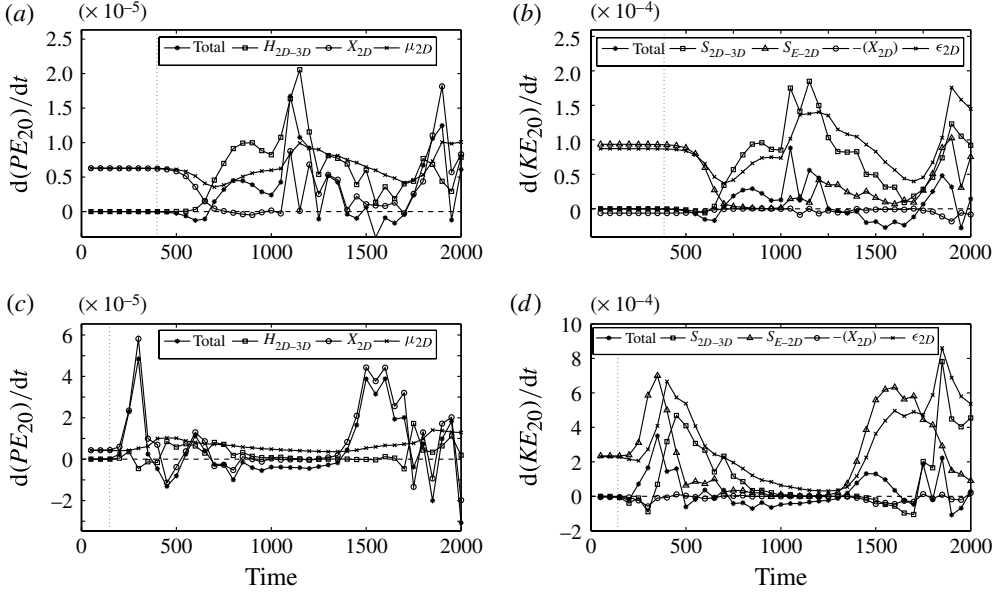 (a) (× 10⁻⁵)
Total H₂D₋₃D X₂D μ₂D
d(PE₂₀)/dt
2.5
2.0
1.5
1.0
0.5
0
0 500 1000 1500 2000
(b) (× 10⁻⁴)
Total S₂D₋₃D S_E₋₂D −(X₂D) ϵ₂D
d(KE₂₀)/dt
2.5
2.0
1.5
1.0
0.5
0
0 500 1000 1500 2000
(c) (× 10⁻⁵)
Total H₂D₋₃D X₂D μ₂D
d(PE₂₀)/dt
6
4
2
0
−2
0 500 1000 1500 2000
Time
(d) (× 10⁻⁴)
Total S₂D₋₃D S_E₋₂D −(X₂D) ϵ₂D
d(KE₂₀)/dt
10
8
6
4
2
0
−2
0 500 1000 1500 2000
Time